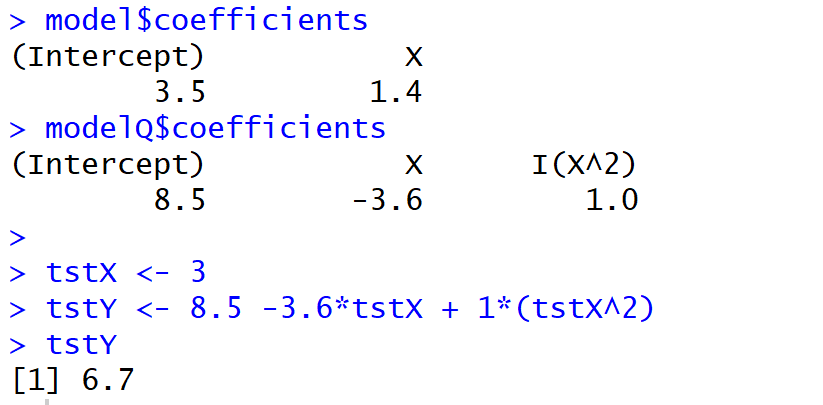 > model$coefficients
(Intercept)           X
        3.5         1.4
> modelQ$coefficients
(Intercept)           X      I(X^2)
        8.5        -3.6         1.0
>
> tstX <- 3
> tstY <- 8.5 -3.6*tstX + 1*(tstX^2)
> tstY
[1] 6.7